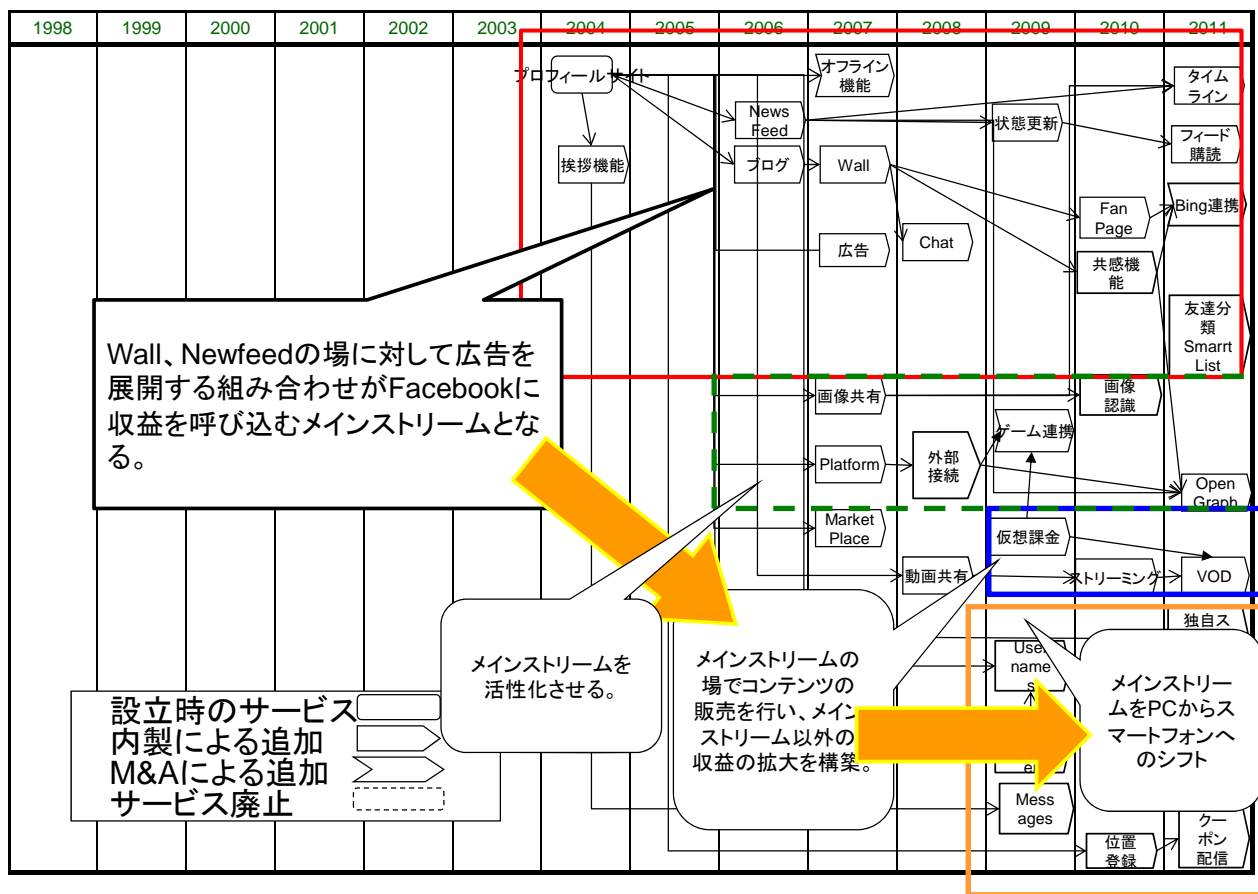 1998 1999 2000 2001 2002 2003 2004 2005 2006 2007 2008 2009 2010 2011
プロフィールサイト
オフライン
機能
タイム
ライン
News
Feed
状態更新
フィード
購読
挨拶機能
ブログ
Wall
Fan
Page
Bing連携
広告
Chat
共感機
能
友達分
類
Smarrt
List
Wall、Newfeedの場に対して広告を
展開する組み合わせがFacebookに
収益を呼び込むメインストリームとな
る。
画像共有
画像
認識
ゲーム連携
Platform
外部
接続
Open
Graph
Market
Place
仮想課金
動画共有
ストリーミング
VOD
独自ス
メインストリームを
活性化させる。
メインストリームの
場でコンテンツの
販売を行い、メイン
ストリーム以外の
収益の拡大を構築。
User
name
s
メインストリー
ムをPCからス
マートフォンへ
のシフト
設立時のサービス
内製による追加
M&Aによる追加
サービス廃止
Mess
ages
位置
登録
クー
ポン
配信